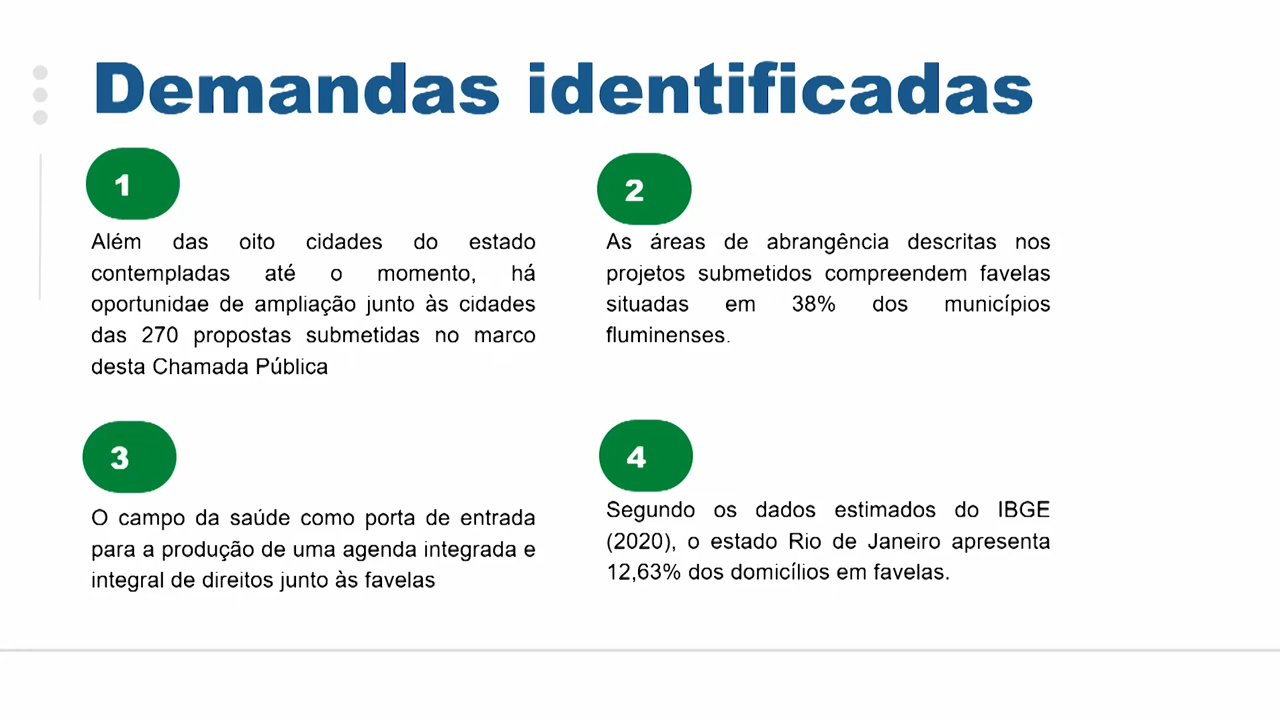 Demandas identificadas
1
Além das oito cidades do estado
contempladas até o momento, há
oportunidae de ampliação junto às cidades
das 270 propostas submetidas no marco
desta Chamada Pública
2
As áreas de abrangência descritas nos
projetos submetidos compreendem favelas
situadas em 38% dos municípios
fluminenses.
3
O campo da saúde como porta de entrada
para a produção de uma agenda integrada e
integral de direitos junto às favelas
4
Segundo os dados estimados do IBGE
(2020), o estado Rio de Janeiro apresenta
12,63% dos domicílios em favelas.